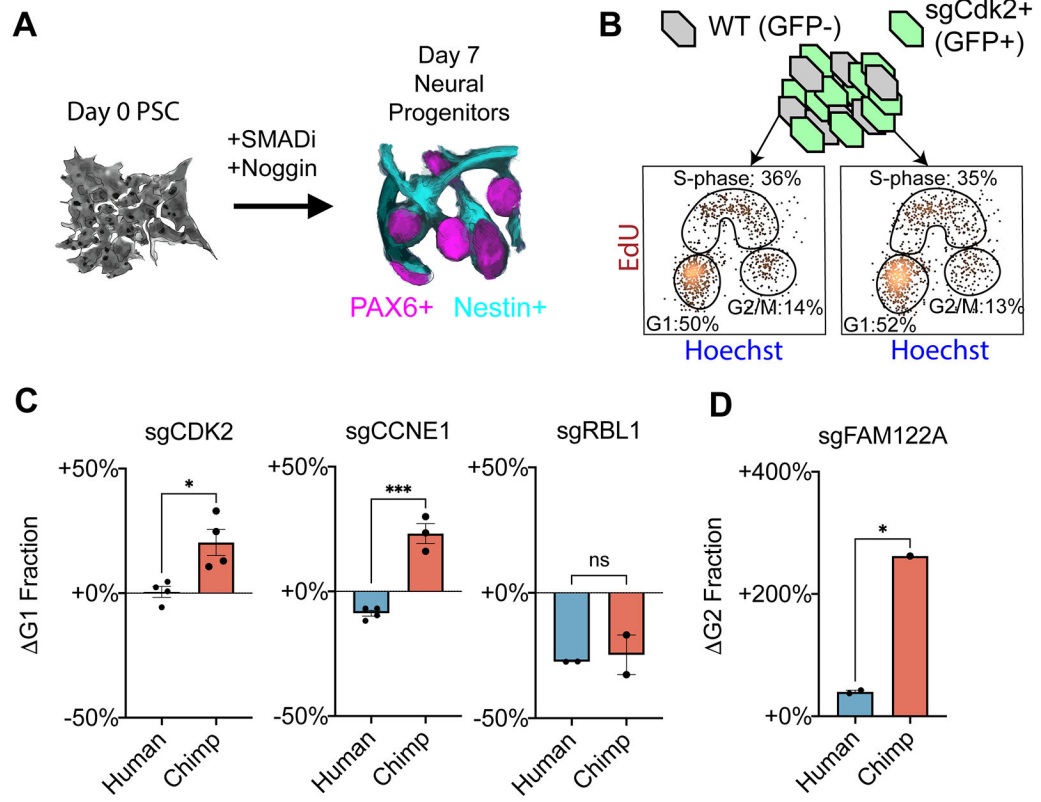 A
Day 0 PSC
+SMADi
+Noggin
Day 7
Neural
Progenitors
PAX6+ Nestin+
B
WT (GFP-)
sgCdk2+
(GFP+)
EdU
S-phase: 36%
G2/M:14%
G1:50%
Hoechst
S-phase: 35%
G2/M:13%
G1:52%
Hoechst
C
ΔG1 Fraction
sgCDK2
+50%
+0%
-50%
*
Human
Chimp
sgCCNE1
+50%
+0%
-50%
***
Human
Chimp
sgRBL1
+50%
+0%
-50%
ns
Human
Chimp
D
sgFAM122A
ΔG2 Fraction
+400%
+200%
+0%
*
Human
Chimp